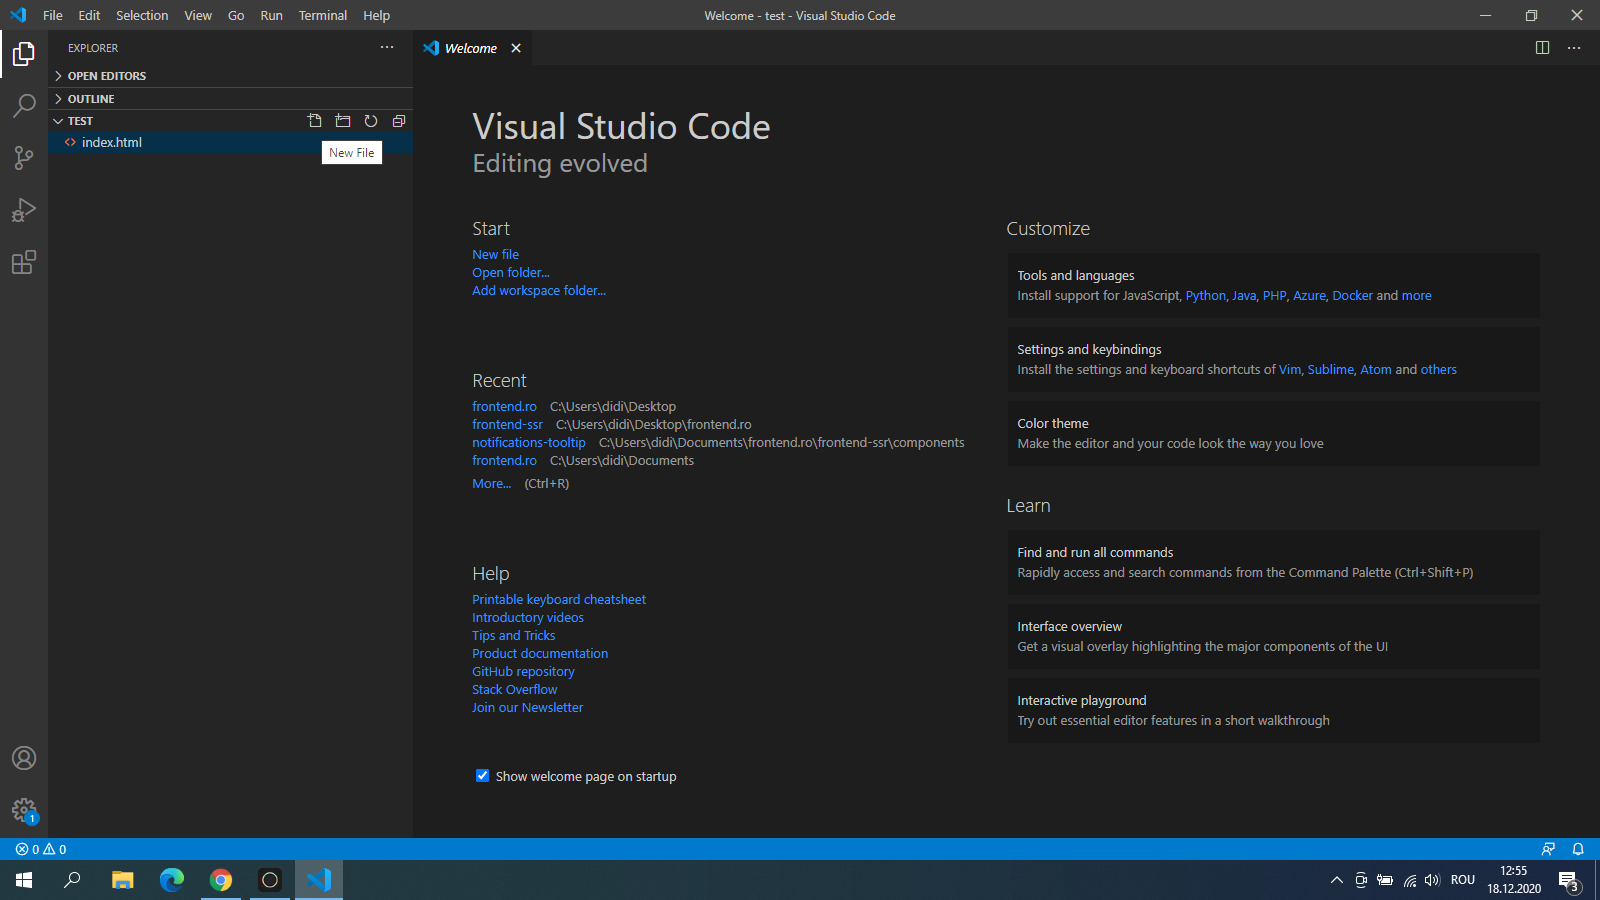 File Edit Selection View Go Run Terminal Help
Welcome - test - Visual Studio Code
EXPLORER
OPEN EDITORS
OUTLINE
TEST
index.html
New File
Welcome
Visual Studio Code
Editing evolved
Start
New file
Open folder...
Add workspace folder...
Recent
frontend.ro C:\Users\didi\Desktop
frontend-ssr C:\Users\didi\Desktop\frontend.ro
notifications-tooltip C:\Users\didi\Documents\frontend.ro\frontend-ssr\components
frontend.ro C:\Users\didi\Documents
More... (Ctrl+R)
Help
Printable keyboard cheatsheet
Introductory videos
Tips and Tricks
Product documentation
GitHub repository
Stack Overflow
Join our Newsletter
Show welcome page on startup
Customize
Tools and languages
Install support for JavaScript, Python, Java, PHP, Azure, Docker and more
Settings and keybindings
Install the settings and keyboard shortcuts of Vim, Sublime, Atom and others
Color theme
Make the editor and your code look the way you love
Learn
Find and run all commands
Rapidly access and search commands from the Command Palette (Ctrl+Shift+P)
Interface overview
Get a visual overlay highlighting the major components of the UI
Interactive playground
Try out essential editor features in a short walkthrough
1
0 0
ROU
12:55
18.12.2020
3